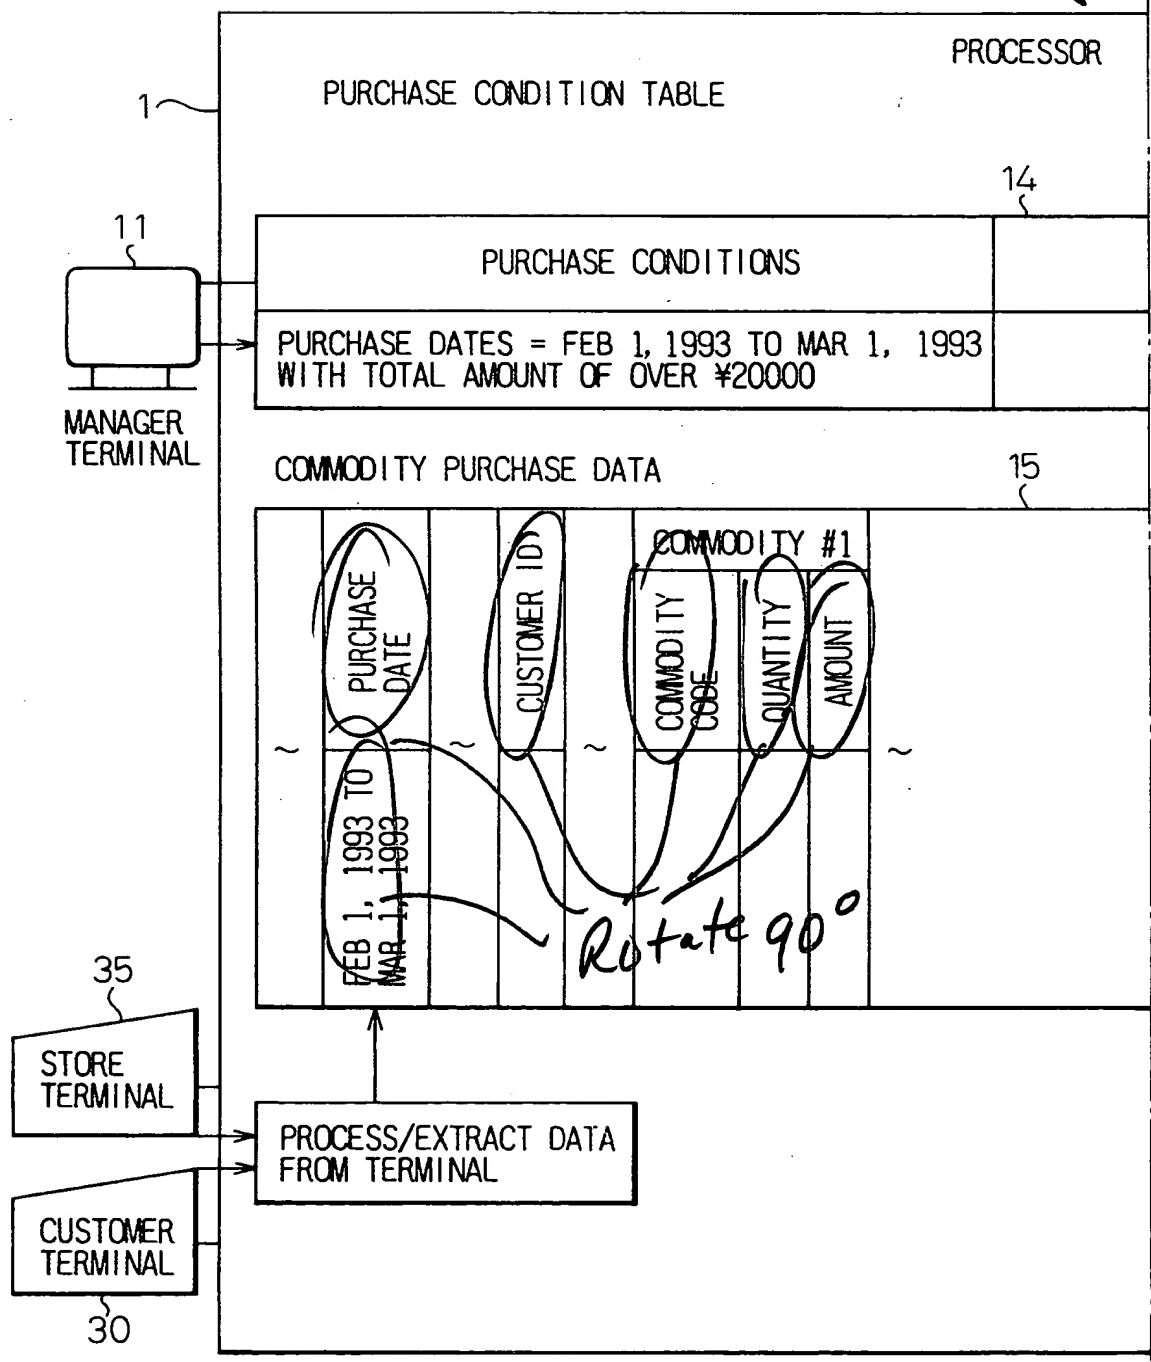 PROCESSOR
PURCHASE CONDITION TABLE
1
14
11
PURCHASE CONDITIONS
PURCHASE DATES = FEB 1, 1993 TO MAR 1, 1993
WITH TOTAL AMOUNT OF OVER ¥20000
MANAGER
TERMINAL
COMMODITY PURCHASE DATA
15
COMMODITY #1
PURCHASE
DATE
CUSTOMER ID
COMMODITY
CODE
QUANTITY
AMOUNT
~ ~ ~ ~
FEB 1, 1993 TO
MAR 1, 1993
Rotate 90°
35
STORE
TERMINAL
PROCESS/EXTRACT DATA
FROM TERMINAL
CUSTOMER
TERMINAL
30